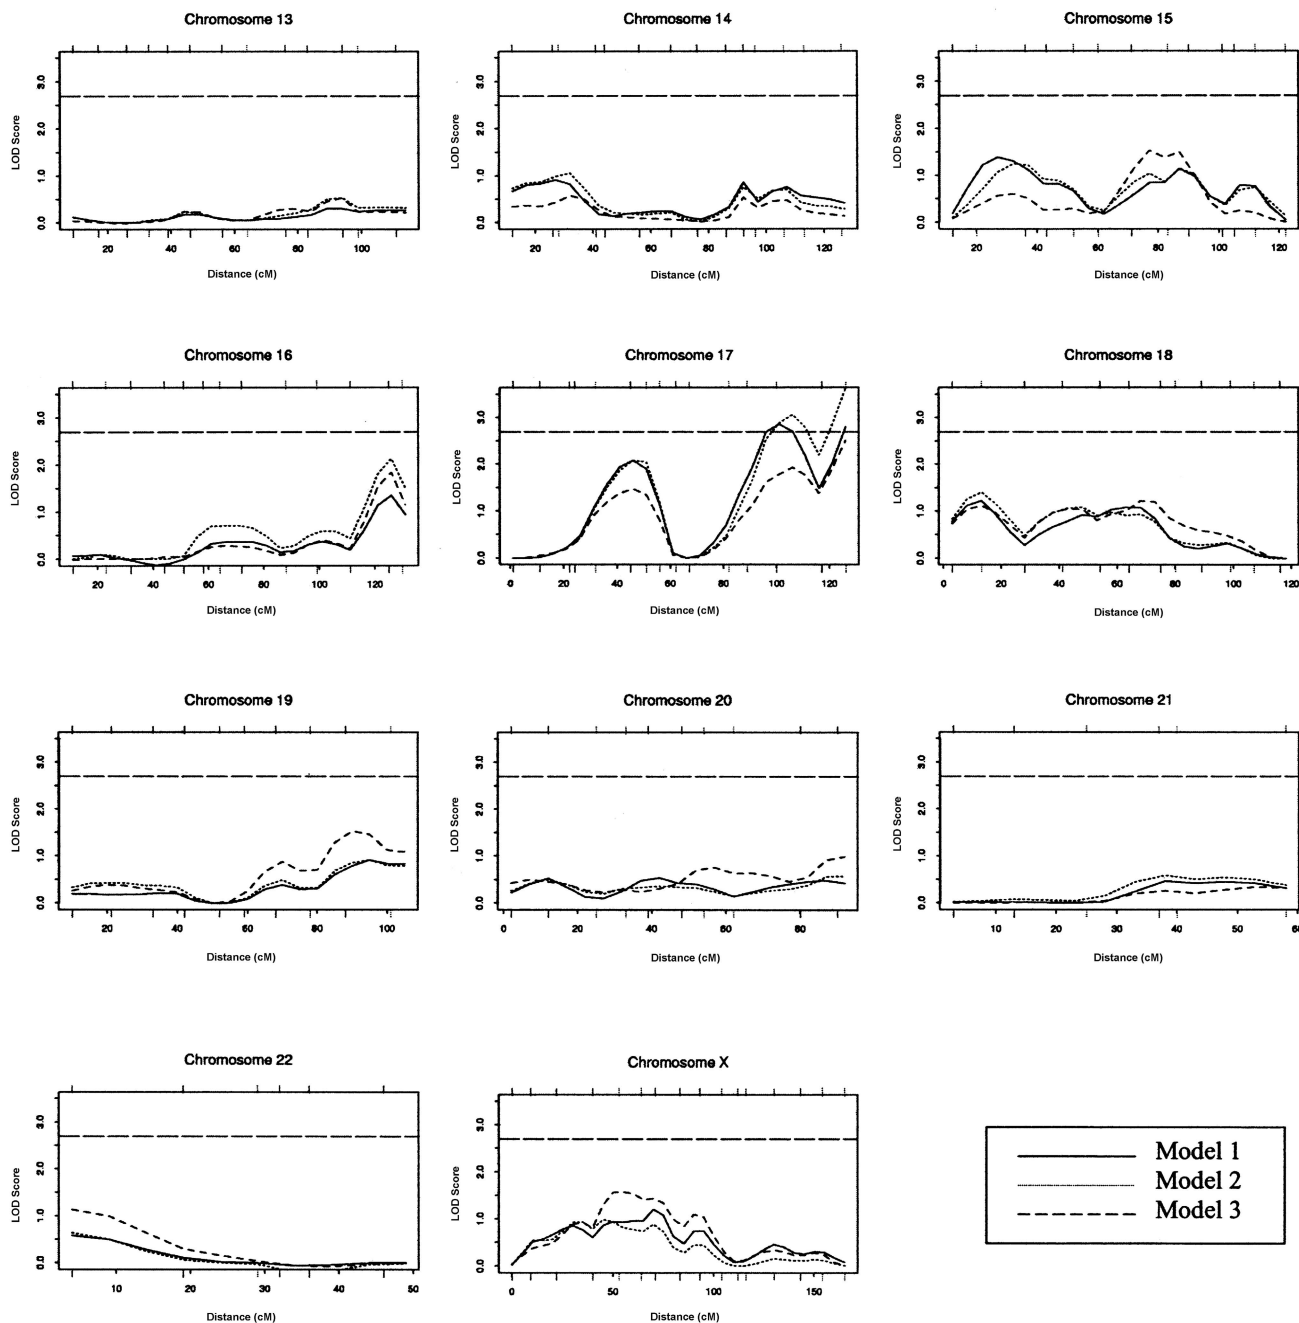 Chromosome 13
LOD Score
0.0 1.0 2.0 3.0
20 40 60 80 100
Distance (cM)
Chromosome 14
LOD Score
0.0 1.0 2.0 3.0
20 40 60 80 100 120
Distance (cM)
Chromosome 15
LOD Score
0.0 1.0 2.0 3.0
20 40 60 80 100 120
Distance (cM)
Chromosome 16
LOD Score
0.0 1.0 2.0 3.0
20 40 60 80 100 120
Distance (cM)
Chromosome 17
LOD Score
0.0 1.0 2.0 3.0
0 20 40 60 80 100 120
Distance (cM)
Chromosome 18
LOD Score
0.0 1.0 2.0 3.0
0 20 40 60 80 100 120
Distance (cM)
Chromosome 19
LOD Score
0.0 1.0 2.0 3.0
20 40 60 80 100
Distance (cM)
Chromosome 20
LOD Score
0.0 1.0 2.0 3.0
0 20 40 60 80
Distance (cM)
Chromosome 21
LOD Score
0.0 1.0 2.0 3.0
10 20 30 40 50
Distance (cM)
Chromosome 22
LOD Score
0.0 1.0 2.0 3.0
10 20 30 40 50
Distance (cM)
Chromosome X
LOD Score
0.0 1.0 2.0 3.0
0 50 100 150
Distance (cM)
Model 1
Model 2
Model 3